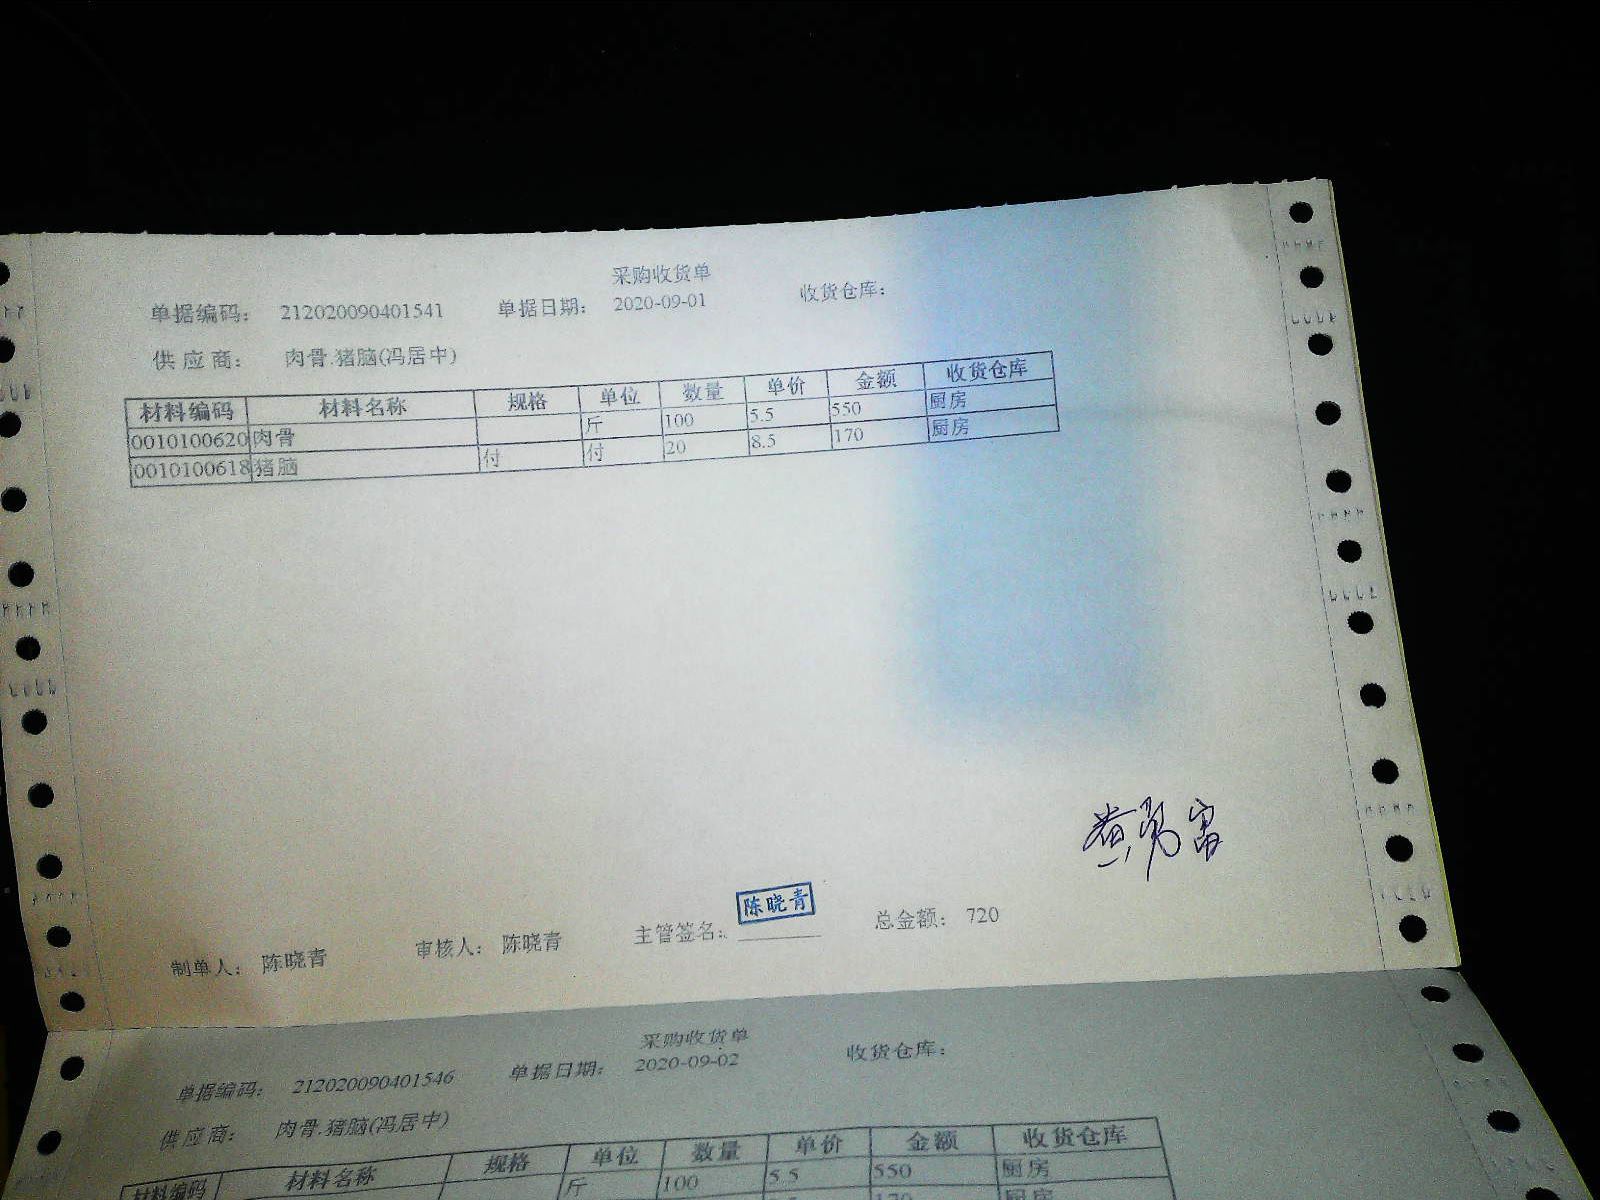 采购收货单
单据编码： 212020090401541 单据日期： 2020-09-01 收货仓库：
供应商： 肉骨.猪脑(冯居中)
材料编码 材料名称 规格 单位 数量 单价 金额 收货仓库
0010100620 肉骨 斤 100 5.5 550 厨房
0010100618 猪脑 付 付 20 8.5 170 厨房
陈晓青
制单人： 陈晓青 审核人： 陈晓青 主管签名： 总金额： 720
采购收货单
单据编码： 212020090401546 单据日期： 2020-09-02 收货仓库：
供应商： 肉骨.猪脑(冯居中)
材料编码 材料名称 规格 单位 数量 单价 金额 收货仓库
斤 100 5.5 550 厨房
170 厨房